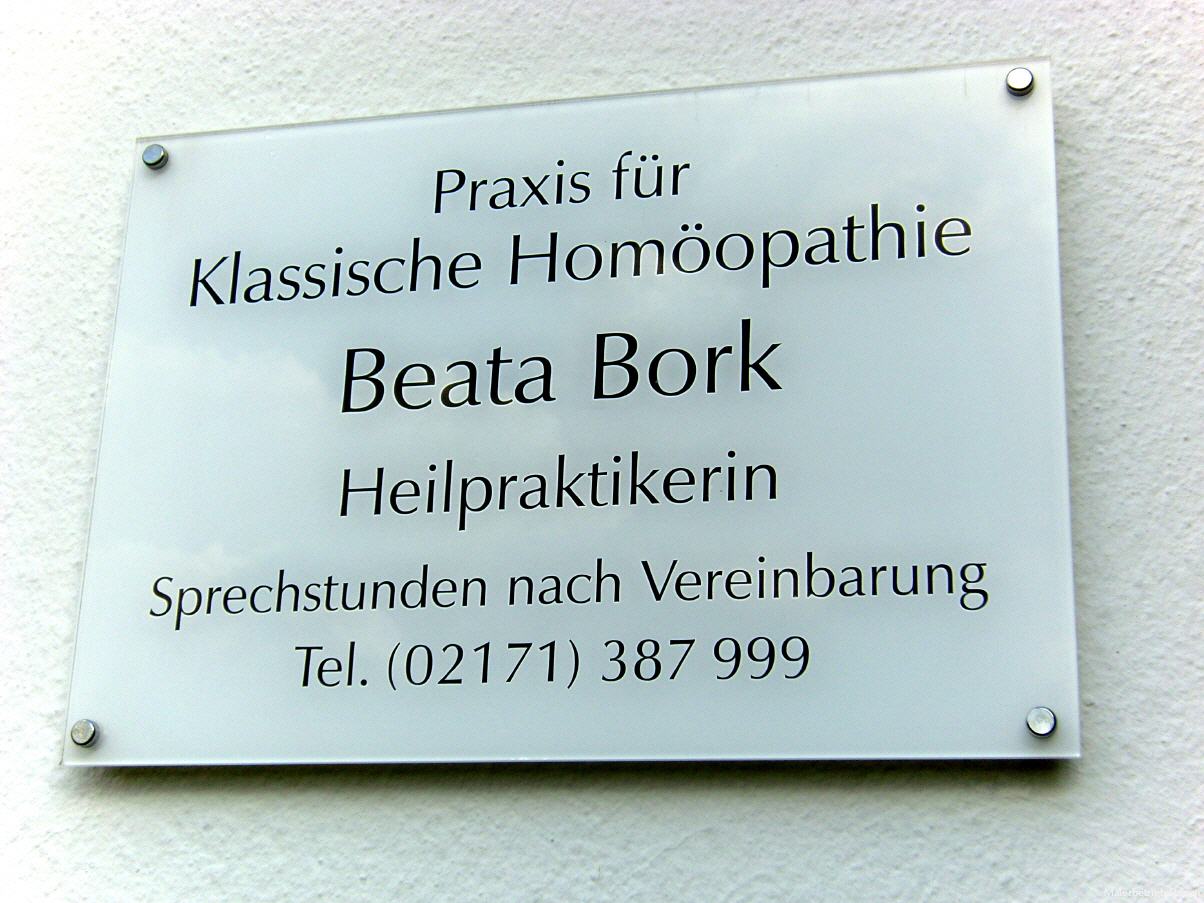 Praxis für
Klassische Homöopathie
Beata Bork
Heilpraktikerin
Sprechstunden nach Vereinbarung
Tel. (02171) 387 999